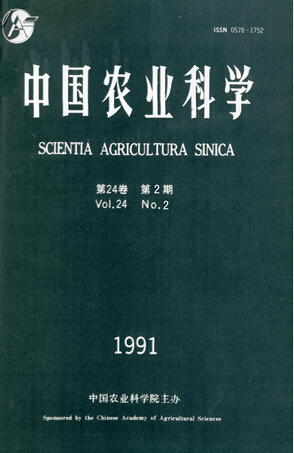 ISSN 0578-1752
中国农业科学
SCIENTIA AGRICULTURA SINICA
第24卷 第2期
Vol.24 No.2
1991
中国农业科学院主办
Sponsored by the Chinese Academy of Agricultural Sciences